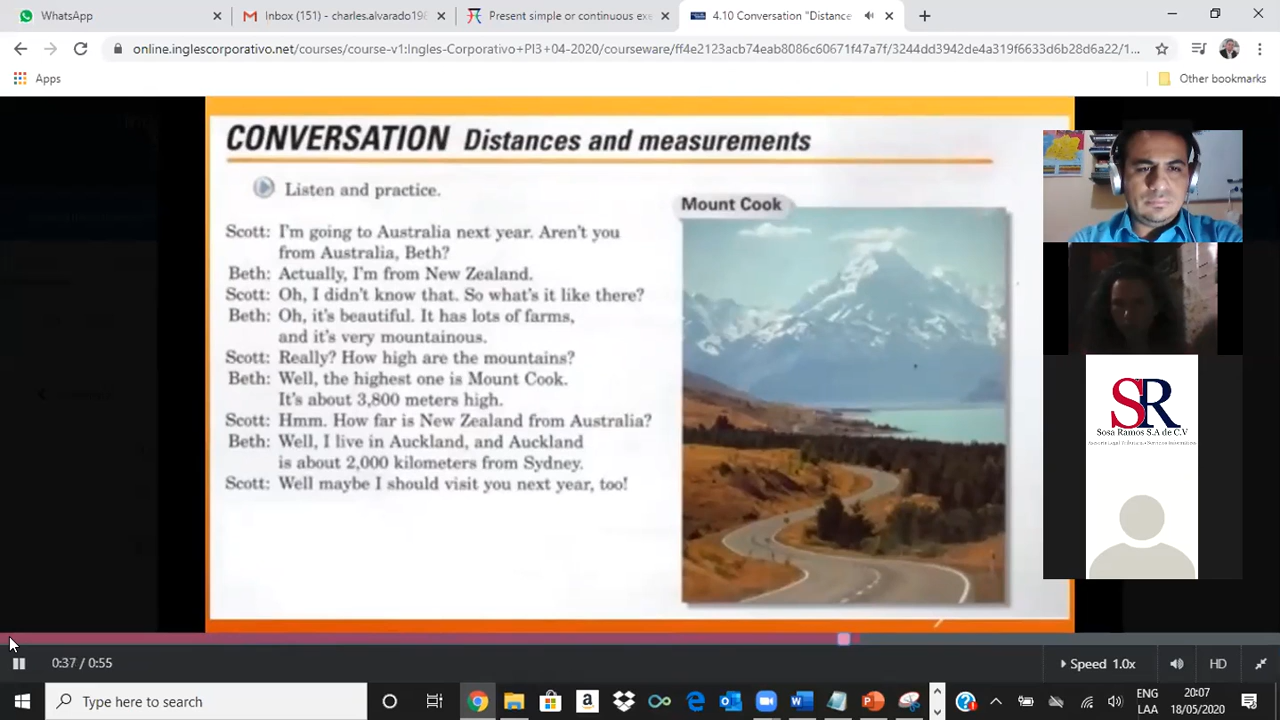 WhatsApp
Inbox (151) - charles.alvarado198
Present simple or continuous exe
4.10 Conversation "Distance
online.inglescorporativo.net/courses/course-v1:Ingles-Corporativo+PI3+04-2020/courseware/ff4e2123acb74eab8086c60671f47a7f/3244dd3942de4a319f6633d6b28d6a22/1...
Apps
Other bookmarks
CONVERSATION Distances and measurements
Listen and practice.
Mount Cook
Scott: I'm going to Australia next year. Aren't you
from Australia, Beth?
Beth: Actually, I'm from New Zealand.
Scott: Oh, I didn't know that. So what's it like there?
Beth: Oh, it's beautiful. It has lots of farms,
and it's very mountainous.
Scott: Really? How high are the mountains?
Beth: Well, the highest one is Mount Cook.
It's about 3,800 meters high.
Scott: Hmm. How far is New Zealand from Australia?
Beth: Well, I live in Auckland, and Auckland
is about 2,000 kilometers from Sydney.
Scott: Well maybe I should visit you next year, too!
SR
Sosa Ramos S.A de C.V
0:37 / 0:55
Speed 1.0x
HD
Type here to search
ENG
LAA
20:07
18/05/2020